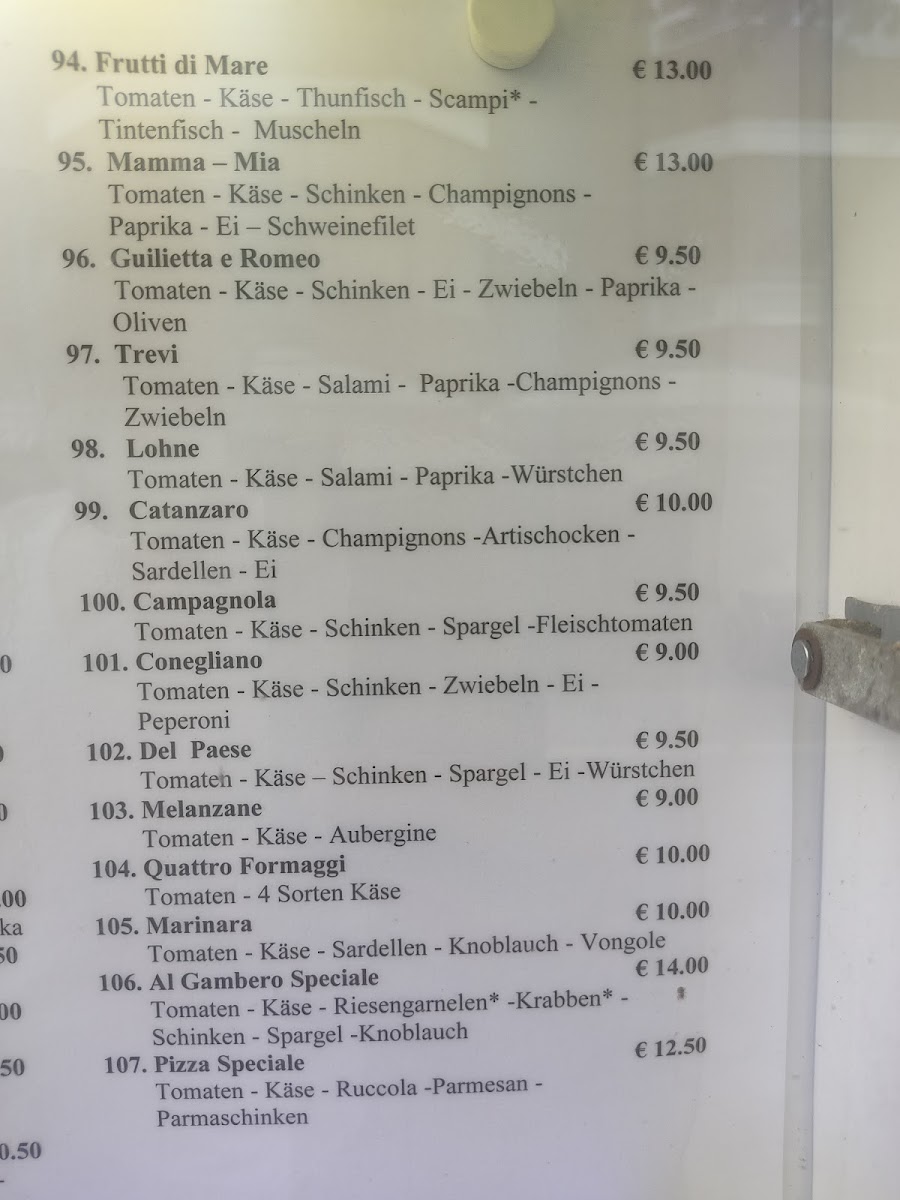 94. Frutti di Mare € 13.00
Tomaten - Käse - Thunfisch - Scampi* -
Tintenfisch - Muscheln
95. Mamma – Mia € 13.00
Tomaten - Käse - Schinken - Champignons -
Paprika - Ei – Schweinefilet
96. Guilietta e Romeo € 9.50
Tomaten - Käse - Schinken - Ei - Zwiebeln - Paprika -
Oliven
97. Trevi € 9.50
Tomaten - Käse - Salami - Paprika -Champignons -
Zwiebeln
98. Lohne € 9.50
Tomaten - Käse - Salami - Paprika -Würstchen
99. Catanzaro € 10.00
Tomaten - Käse - Champignons -Artischocken -
Sardellen - Ei
100. Campagnola € 9.50
Tomaten - Käse - Schinken - Spargel -Fleischtomaten
101. Conegliano € 9.00
Tomaten - Käse - Schinken - Zwiebeln - Ei -
Peperoni
102. Del Paese € 9.50
Tomaten - Käse – Schinken - Spargel - Ei -Würstchen
103. Melanzane € 9.00
Tomaten - Käse - Aubergine
104. Quattro Formaggi € 10.00
Tomaten - 4 Sorten Käse
105. Marinara € 10.00
Tomaten - Käse - Sardellen - Knoblauch - Vongole
106. Al Gambero Speciale € 14.00
Tomaten - Käse - Riesengarnelen* -Krabben* -
Schinken - Spargel -Knoblauch
107. Pizza Speciale € 12.50
Tomaten - Käse - Ruccola -Parmesan -
Parmaschinken